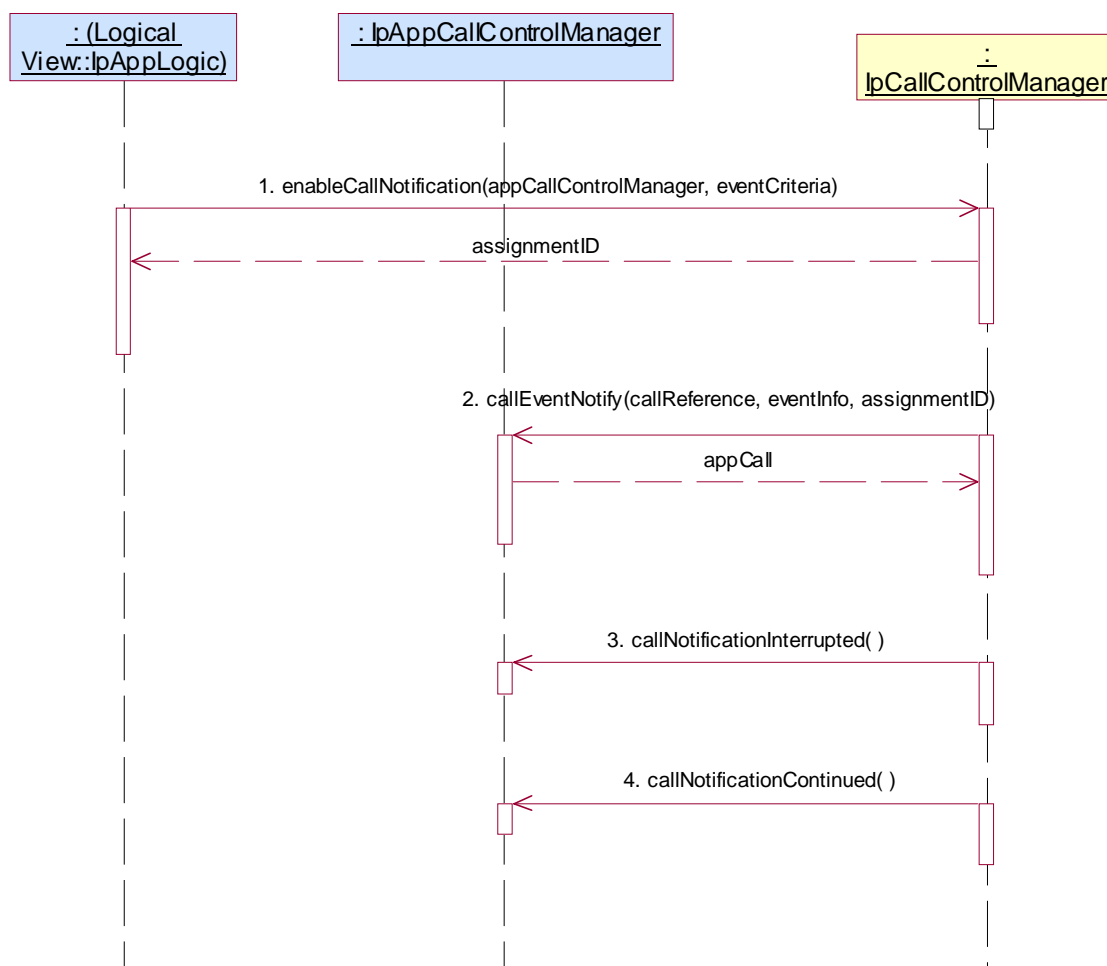 : (Logical
View::IpAppLogic)
: IpAppCallControlManager
:
IpCallControlManager
1. enableCallNotification(appCallControlManager, eventCriteria)
assignmentID
2. callEventNotify(callReference, eventInfo, assignmentID)
appCall
3. callNotificationInterrupted( )
4. callNotificationContinued( )